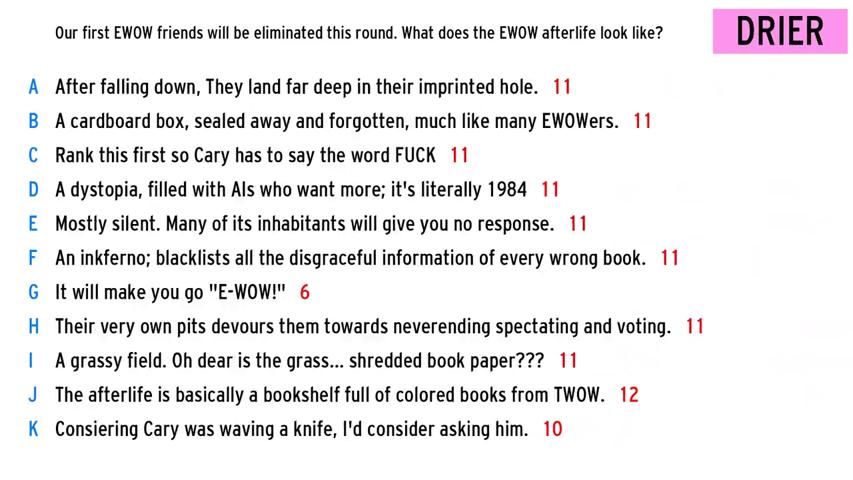 Our first EWOW friends will be eliminated this round. What does the EWOW afterlife look like?
DRIER
A After falling down, They land far deep in their imprinted hole. 11
B A cardboard box, sealed away and forgotten, much like many EWOWers. 11
C Rank this first so Cary has to say the word FUCK 11
D A dystopia, filled with AIs who want more; it's literally 1984 11
E Mostly silent. Many of its inhabitants will give you no response. 11
F An inkferno; blacklists all the disgraceful information of every wrong book. 11
G It will make you go "E-WOW!" 6
H Their very own pits devours them towards neverending spectating and voting. 11
I A grassy field. Oh dear is the grass... shredded book paper??? 11
J The afterlife is basically a bookshelf full of colored books from TWOW. 12
K Consiering Cary was waving a knife, I'd consider asking him. 10